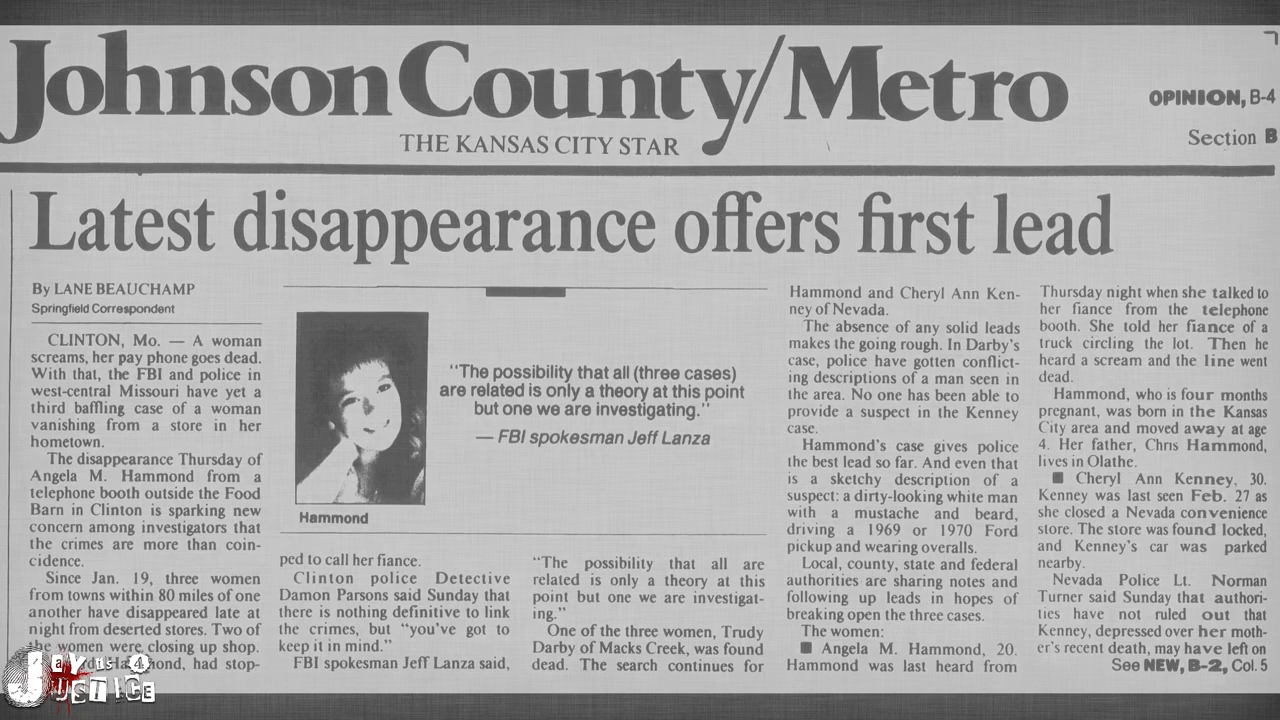 Johnson County/Metro
THE KANSAS CITY STAR
OPINION, B-4
Section B
Latest disappearance offers first lead
By LANE BEAUCHAMP
Springfield Correspondent
CLINTON, Mo. — A woman
screams, her pay phone goes dead.
With that, the FBI and police in
west-central Missouri have yet a
third baffling case of a woman
vanishing from a store in her
hometown.
The disappearance Thursday of
Angela M. Hammond from a
telephone booth outside the Food
Barn in Clinton is sparking new
concern among investigators that
the crimes are more than coin-
cidence.
Since Jan. 19, three women
from towns within 80 miles of one
another have disappeared late at
night from deserted stores. Two of
the women were closing up shop.
Hammond, had stop-
Hammond
"The possibility that all (three cases)
are related is only a theory at this point
but one we are investigating."
— FBI spokesman Jeff Lanza
ped to call her fiance.
Clinton police Detective
Damon Parsons said Sunday that
there is nothing definitive to link
the crimes, but "you've got to
keep it in mind."
FBI spokesman Jeff Lanza said,
"The possibility that all are
related is only a theory at this
point but one we are investigat-
ing."
One of the three women, Trudy
Darby of Macks Creek, was found
dead. The search continues for
Hammond and Cheryl Ann Ken-
ney of Nevada.
The absence of any solid leads
makes the going rough. In Darby's
case, police have gotten conflict-
ing descriptions of a man seen in
the area. No one has been able to
provide a suspect in the Kenney
case.
Hammond's case gives police
the best lead so far. And even that
is a sketchy description of a
suspect: a dirty-looking white man
with a mustache and beard,
driving a 1969 or 1970 Ford
pickup and wearing overalls.
Local, county, state and federal
authorities are sharing notes and
following up leads in hopes of
breaking open the three cases.
The women:
■ Angela M. Hammond, 20.
Hammond was last heard from
Thursday night when she talked to
her fiance from the telephone
booth. She told her fiance of a
truck circling the lot. Then he
heard a scream and the line went
dead.
Hammond, who is four months
pregnant, was born in the Kansas
City area and moved away at age
4. Her father, Chris Hammond,
lives in Olathe.
■ Cheryl Ann Kenney, 30.
Kenney was last seen Feb. 27 as
she closed a Nevada convenience
store. The store was found locked,
and Kenney's car was parked
nearby.
Nevada Police Lt. Norman
Turner said Sunday that authori-
ties have not ruled out that
Kenney, depressed over her moth-
er's recent death, may have left on
See NEW, B-2, Col. 5
Jay is 4
JUSTICE